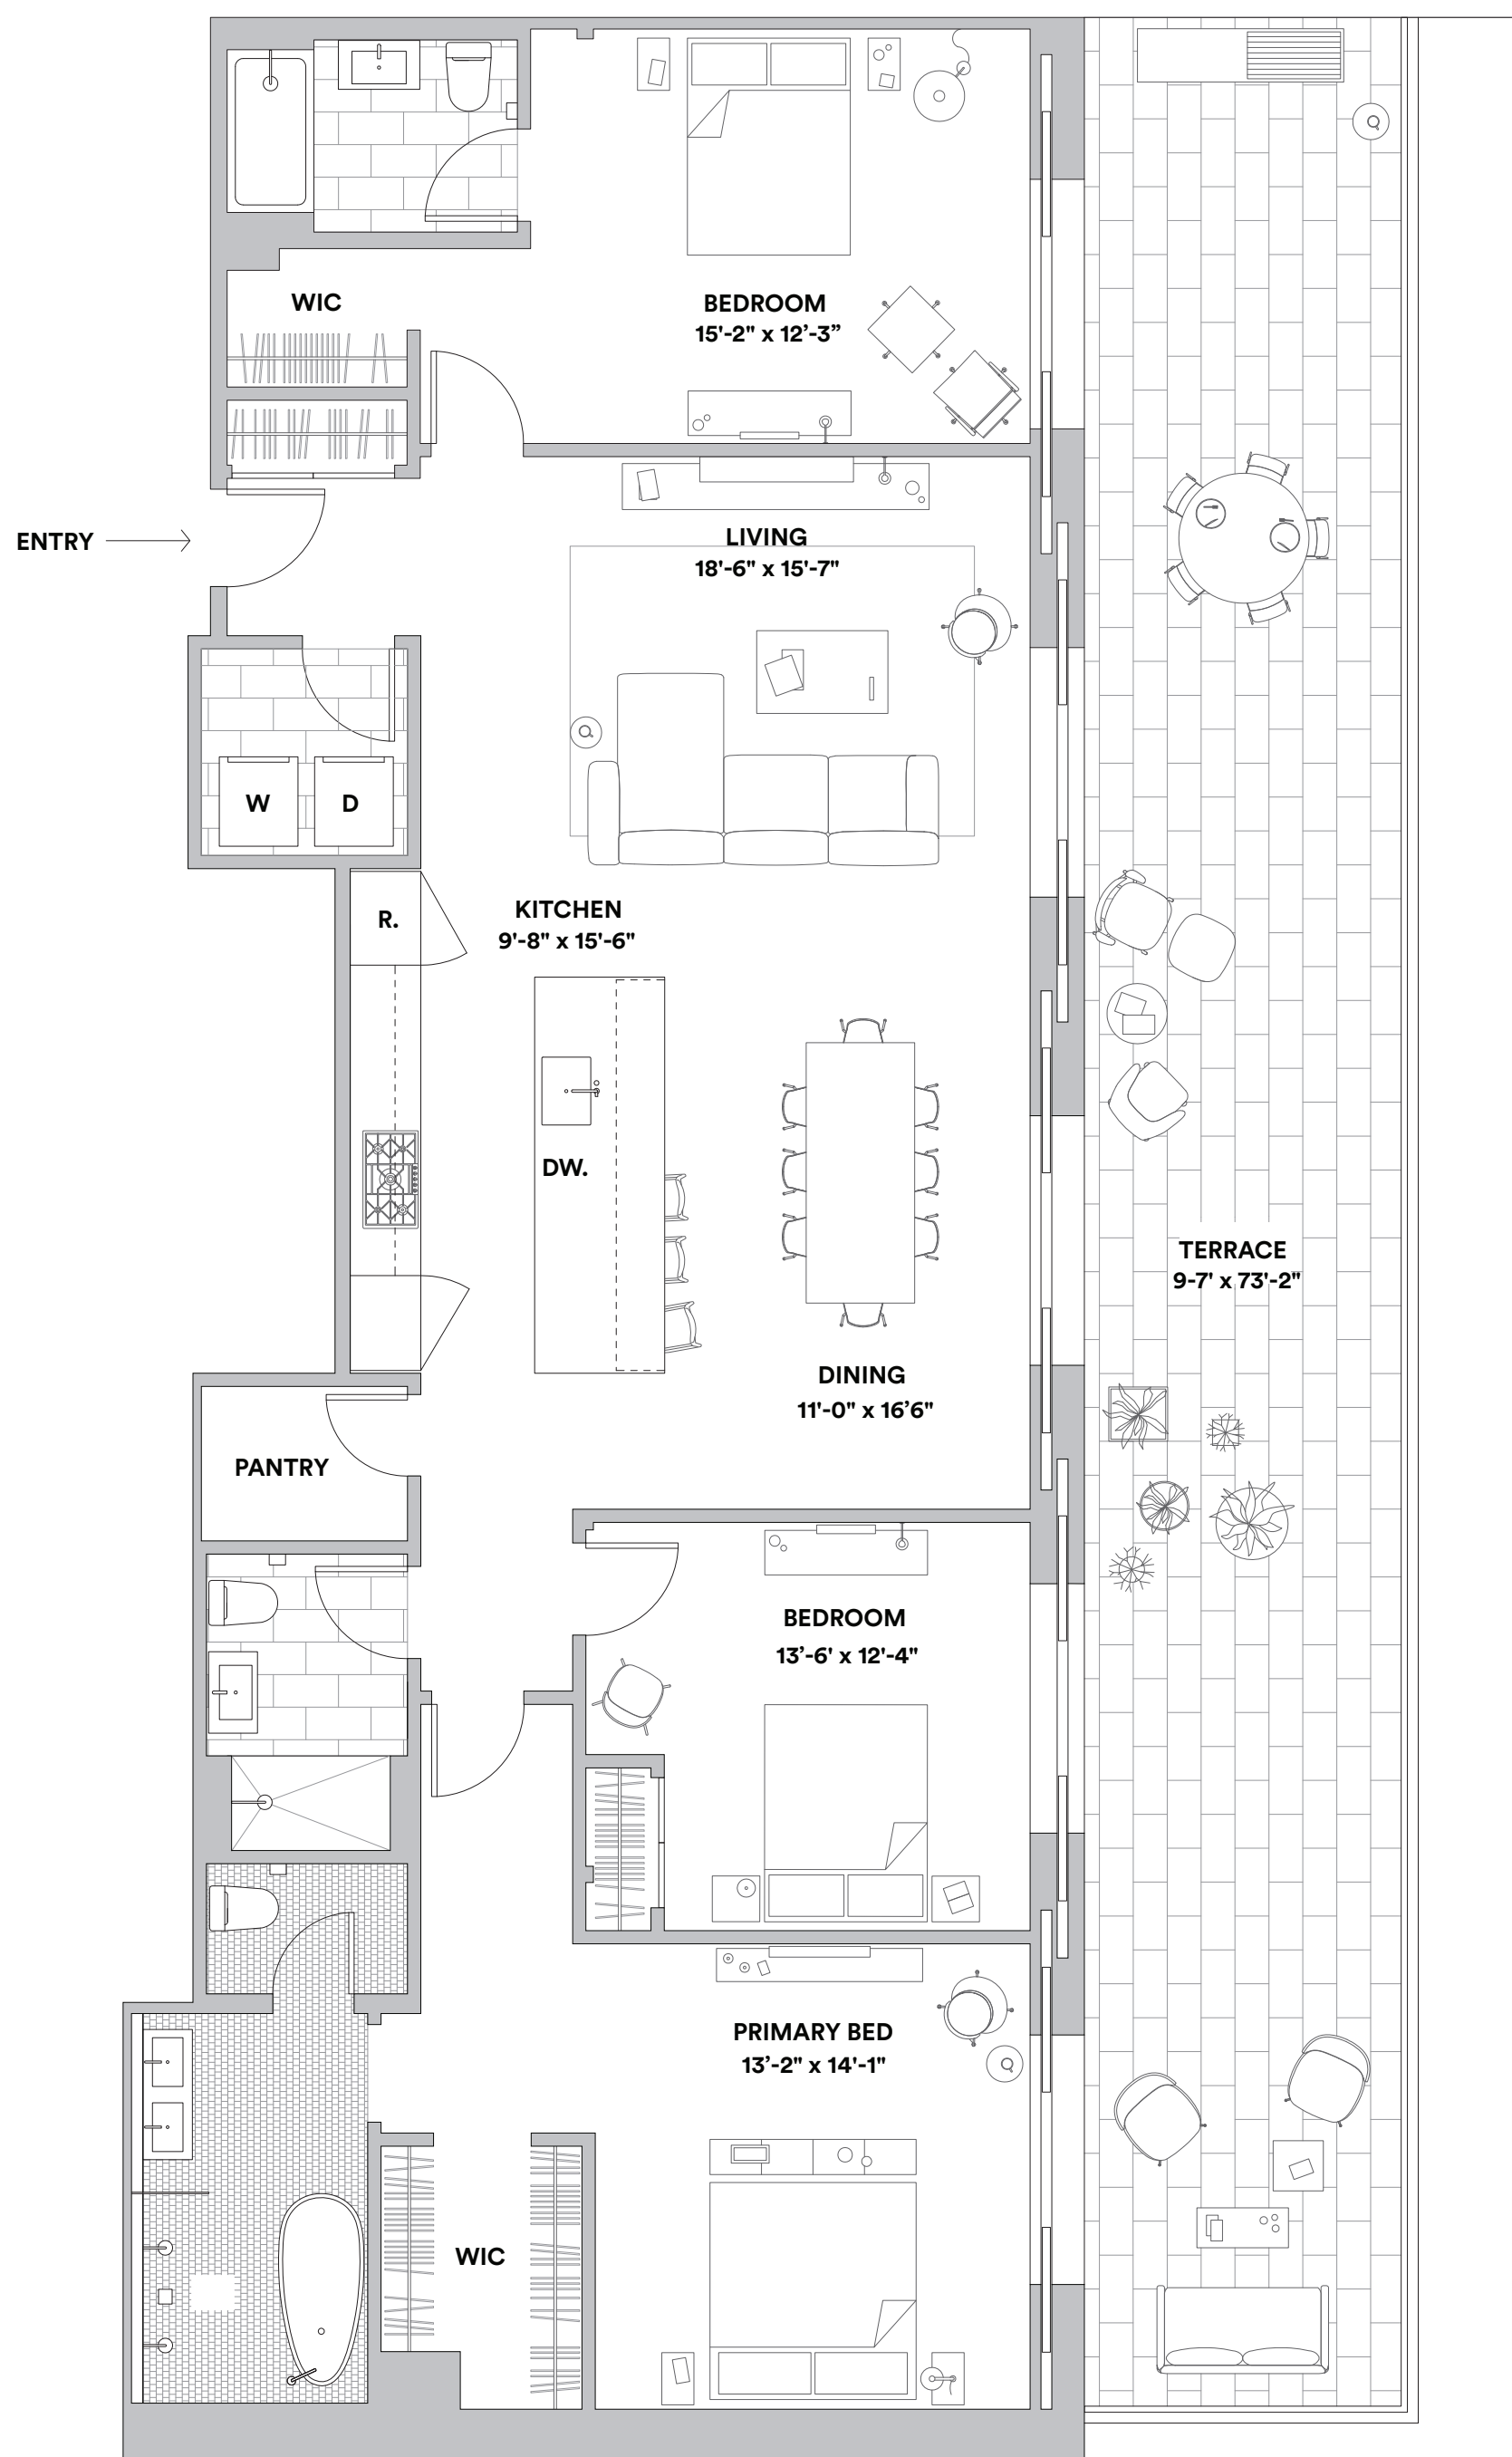 WIC
BEDROOM
15'-2" x 12’-3”
ENTRY
LIVING
18'-6" x 15'-7"
W
D
R.
KITCHEN
9'-8" x 15'-6"
DW.
TERRACE
9-7' x 73'-2"
DINING
11'-0" x 16’6"
PANTRY
BEDROOM
13’-6' x 12'-4"
PRIMARY BED
13’-2" x 14'-1"
WIC